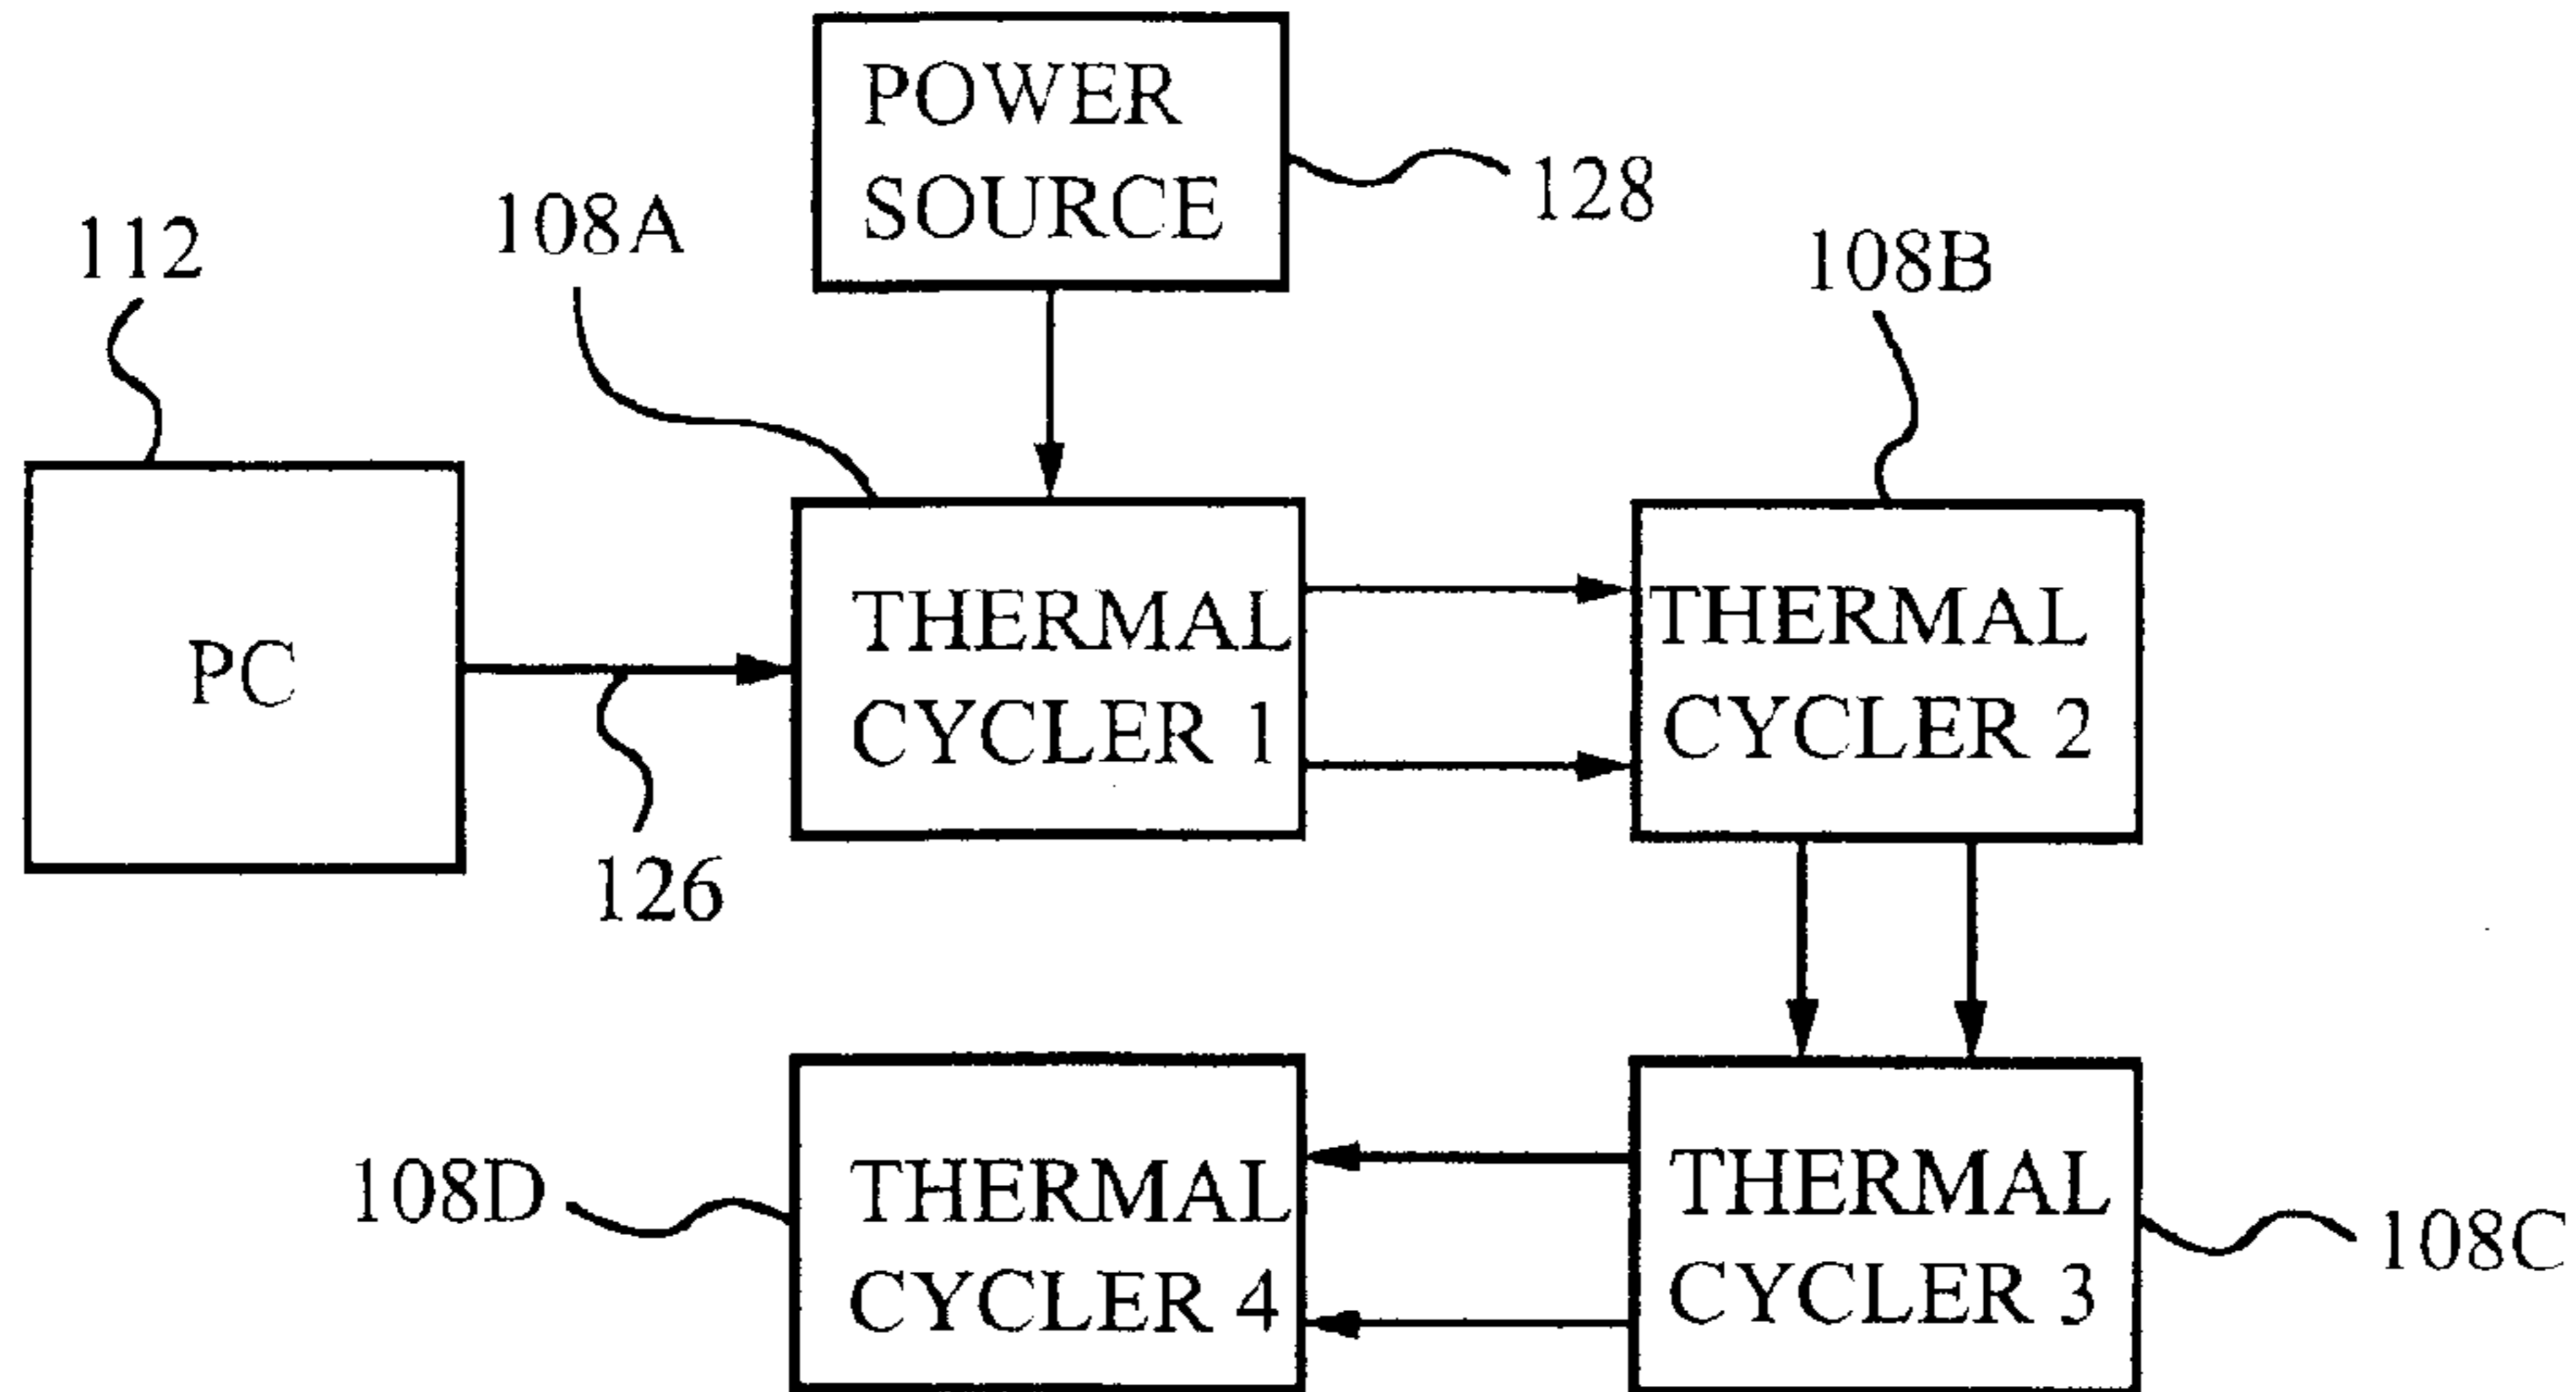 POWER
SOURCE
128
108A
112
108B
PC
126
THERMAL
CYCLER 1
THERMAL
CYCLER 2
108D
THERMAL
CYCLER 4
THERMAL
CYCLER 3
108C